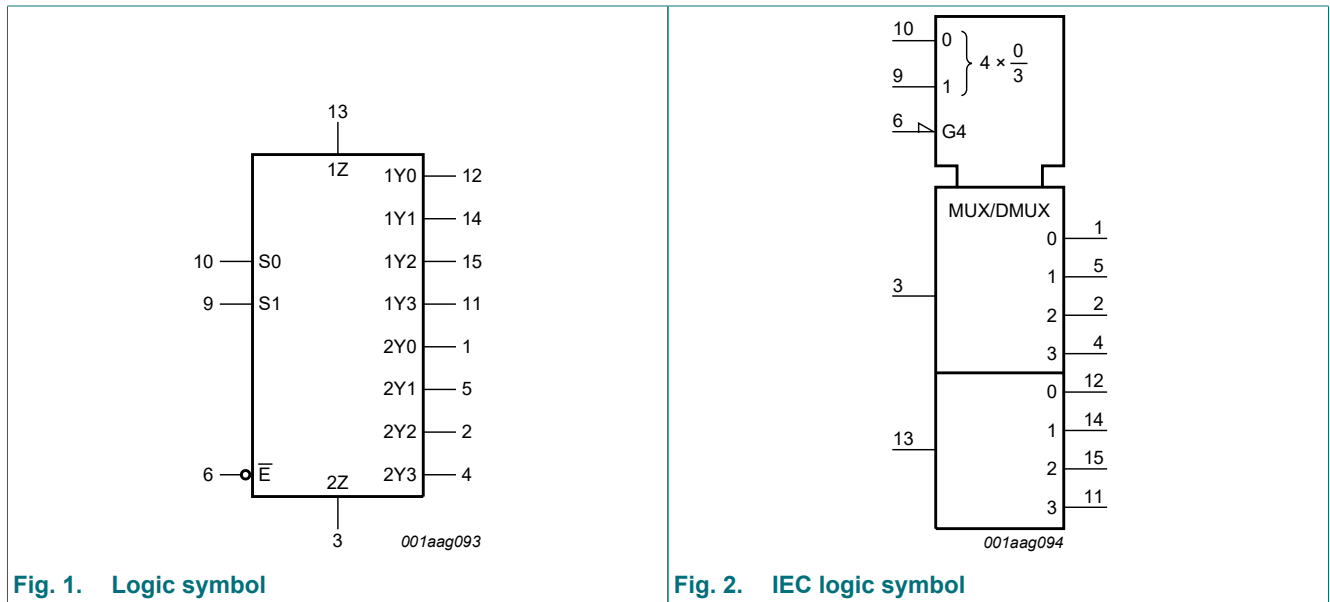 13
1Z
1Y0 12
1Y1 14
10 S0 1Y2 15
9 S1 1Y3 11
2Y0 1
2Y1 5
2Y2 2
6 E̅ 2Y3 4
2Z
3 001aag093
Fig. 1. Logic symbol
10 0
4 × 0/3
9 1
6 G4
MUX/DMUX
0 1
1 5
3
2 2
3 4
0 12
1 14
13
2 15
3 11
001aag094
Fig. 2. IEC logic symbol